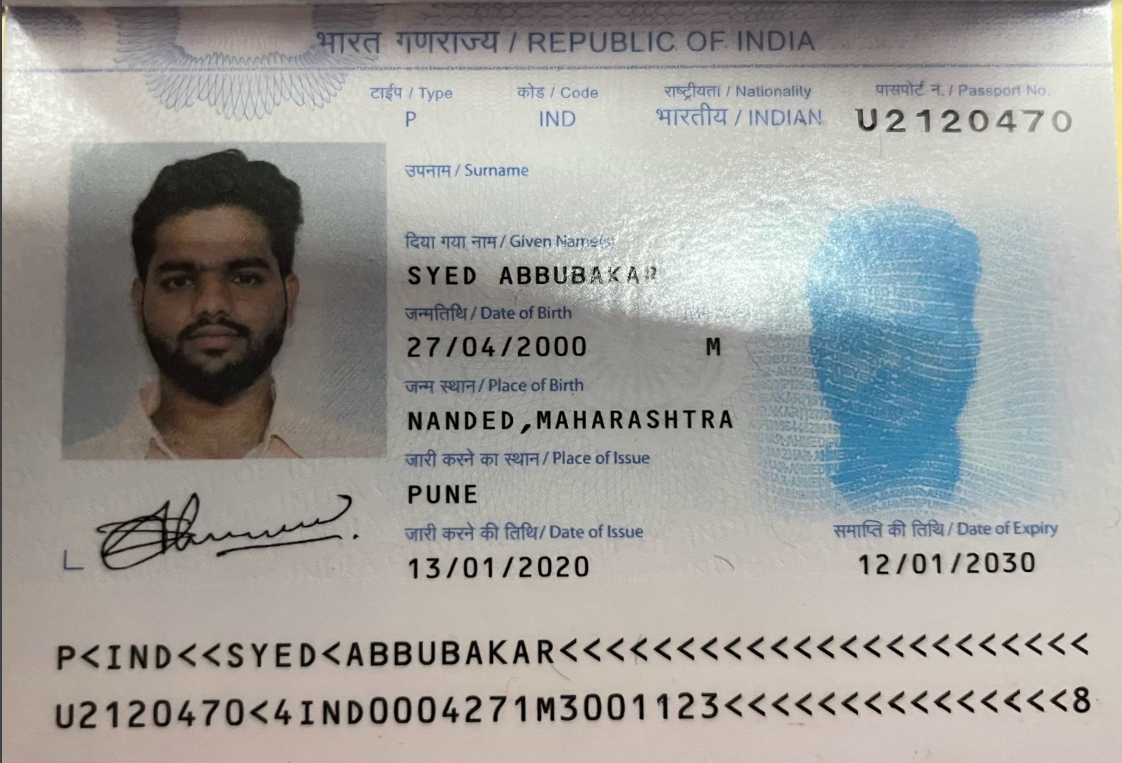 भारत गणराज्य / REPUBLIC OF INDIA
टाईप / Type कोड / Code राष्ट्रीयता / Nationality पासपोर्ट न. / Passport No.
P IND भारतीय / INDIAN U2120470
उपनाम / Surname
दिया गया नाम / Given Name(s)
SYED ABBUBAKAR
जन्मतिथि / Date of Birth
27/04/2000 M
जन्म स्थान / Place of Birth
NANDED,MAHARASHTRA
जारी करने का स्थान / Place of Issue
PUNE
जारी करने की तिथि / Date of Issue समाप्ति की तिथि / Date of Expiry
13/01/2020 12/01/2030
P<IND<<SYED<ABBUBAKAR<<<<<<<<<<<<<<<<<<<<<<<
U2120470<4IND0004271M3001123<<<<<<<<<<<<<<<8